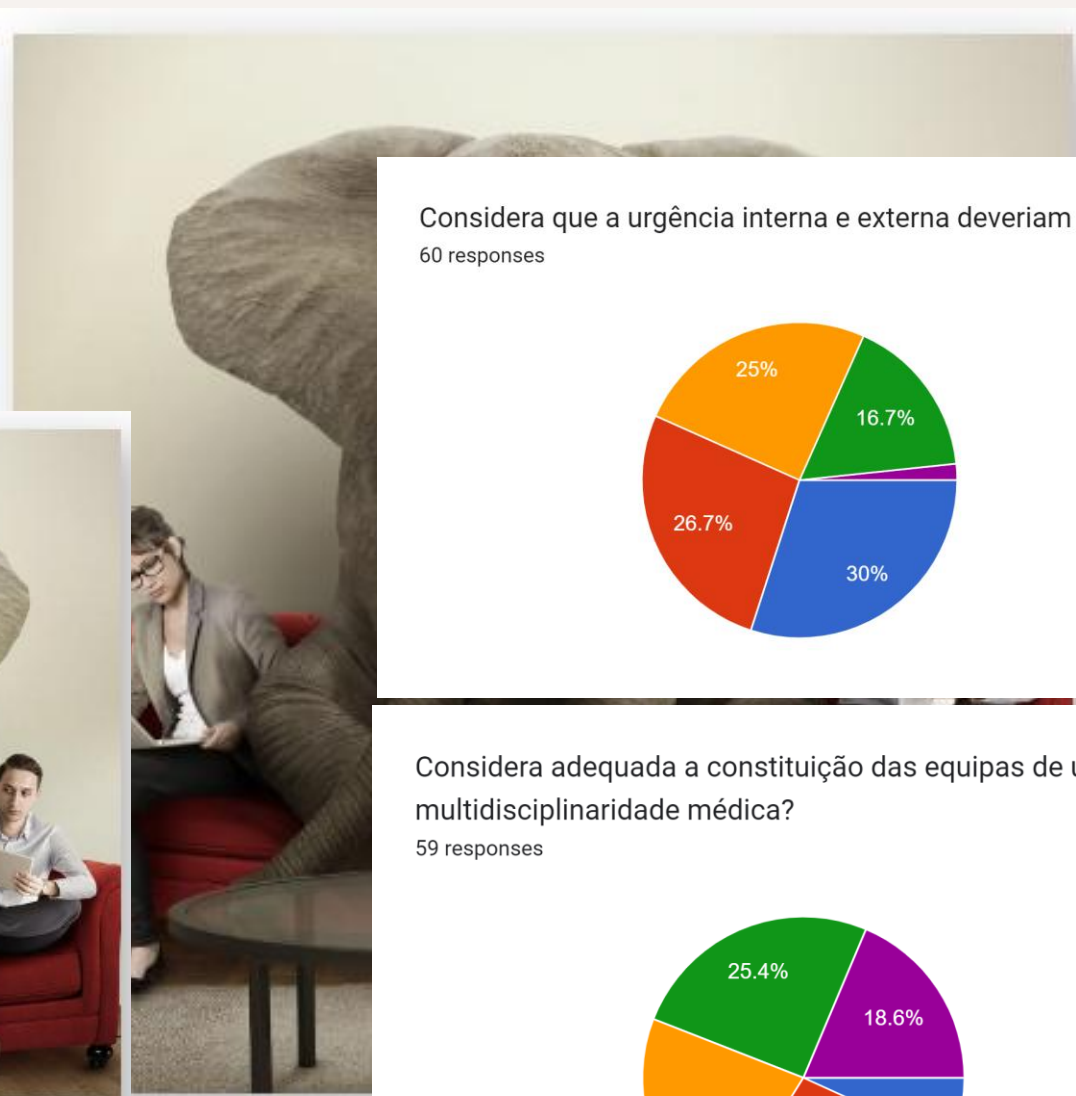 Considera que a urgência interna e externa deveriam
60 responses
25%
16.7%
26.7%
30%
Considera adequada a constituição das equipas de
multidisciplinaridade médica?
59 responses
25.4%
18.6%